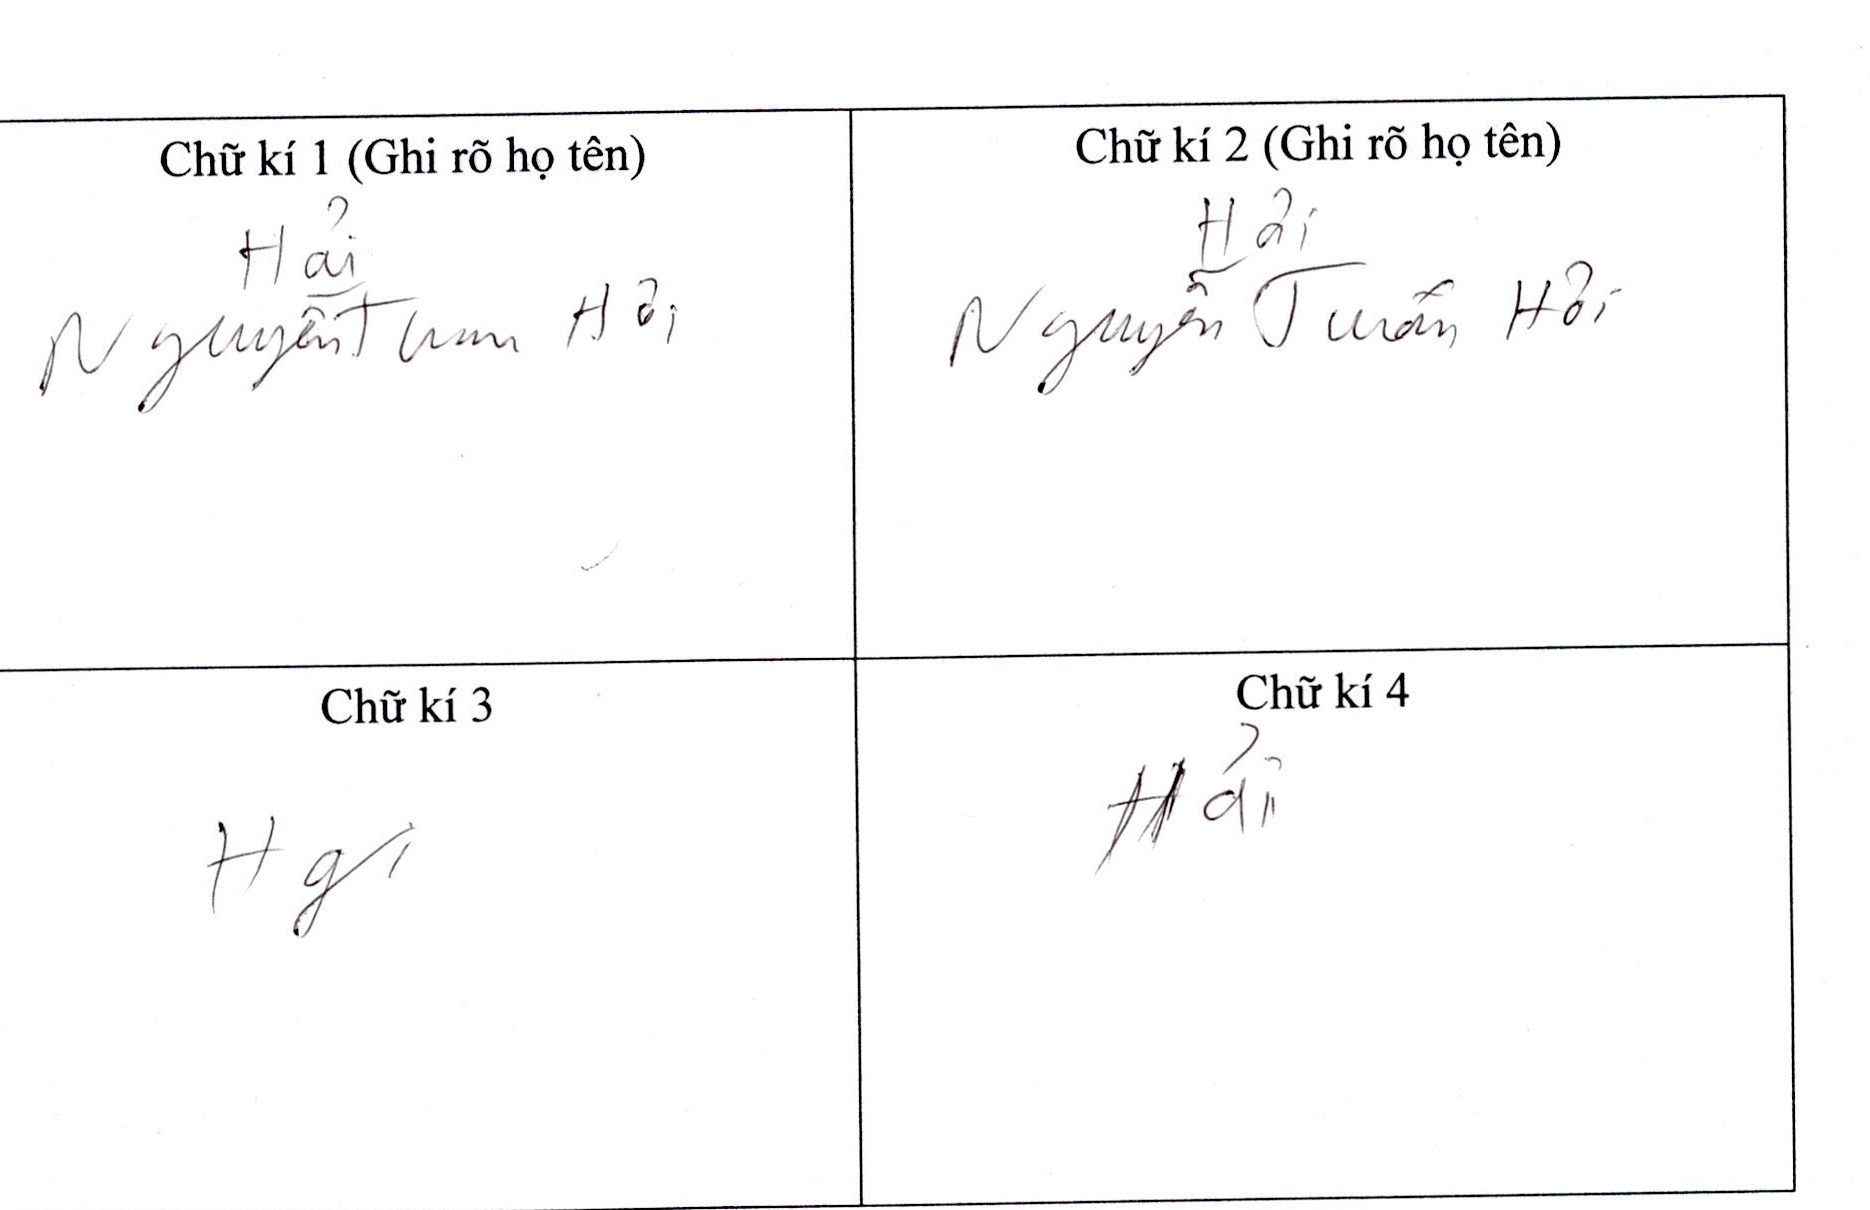 Chữ kí 1 (Ghi rõ họ tên)
Hải
Nguyễn Tuấn Hải
Chữ kí 2 (Ghi rõ họ tên)
Hải
Nguyễn Tuấn Hải
Chữ kí 3
Chữ kí 4
Hải